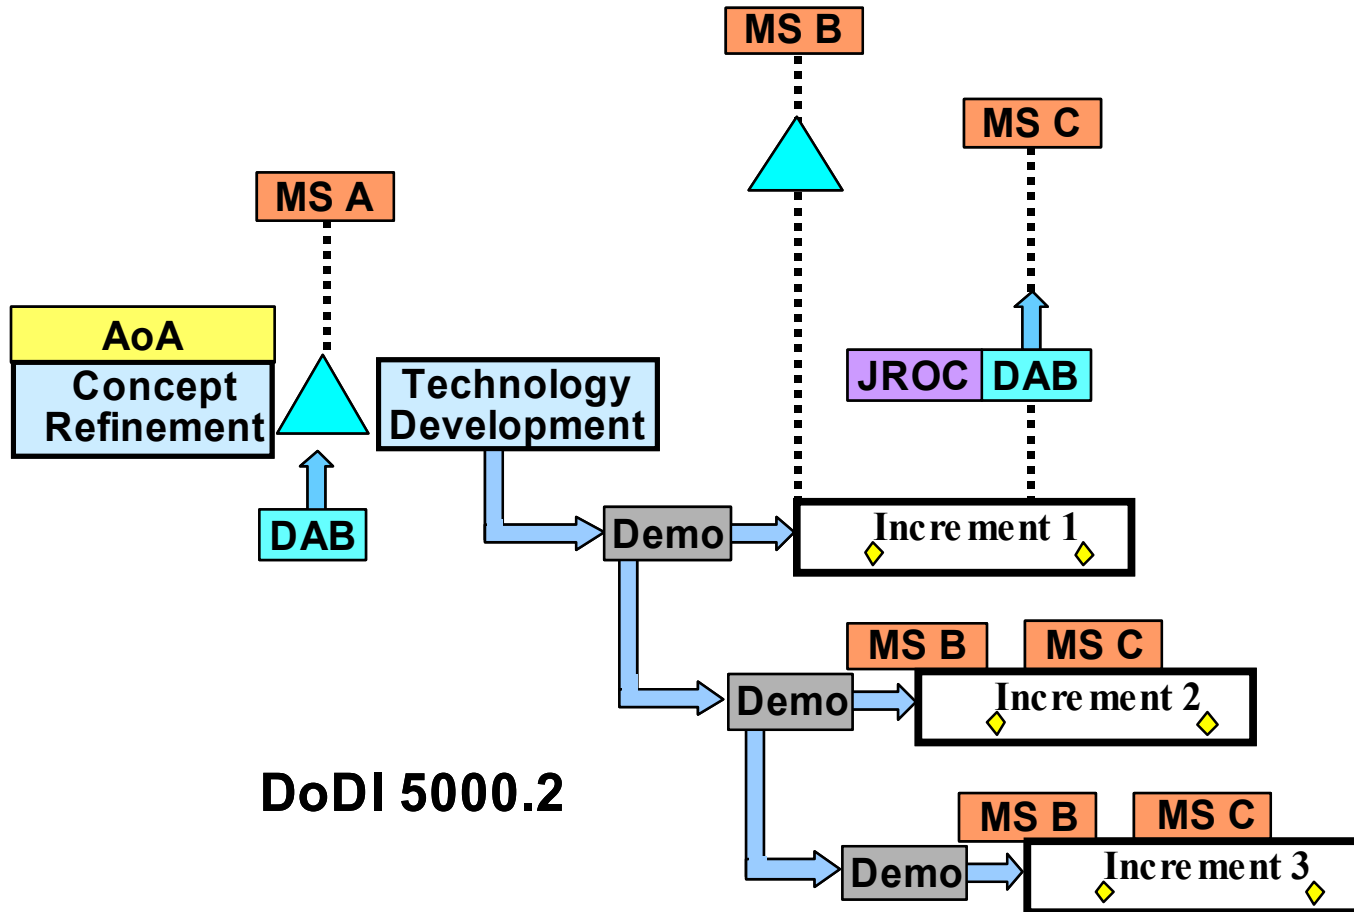 MS B
MS C
MS A
AoA
Concept
Refinement
Technology
Development
JROC DAB
DAB
Demo
Increment 1
MS B
MS C
Demo
Increment 2
DoDI 5000.2
MS B
MS C
Demo
Increment 3